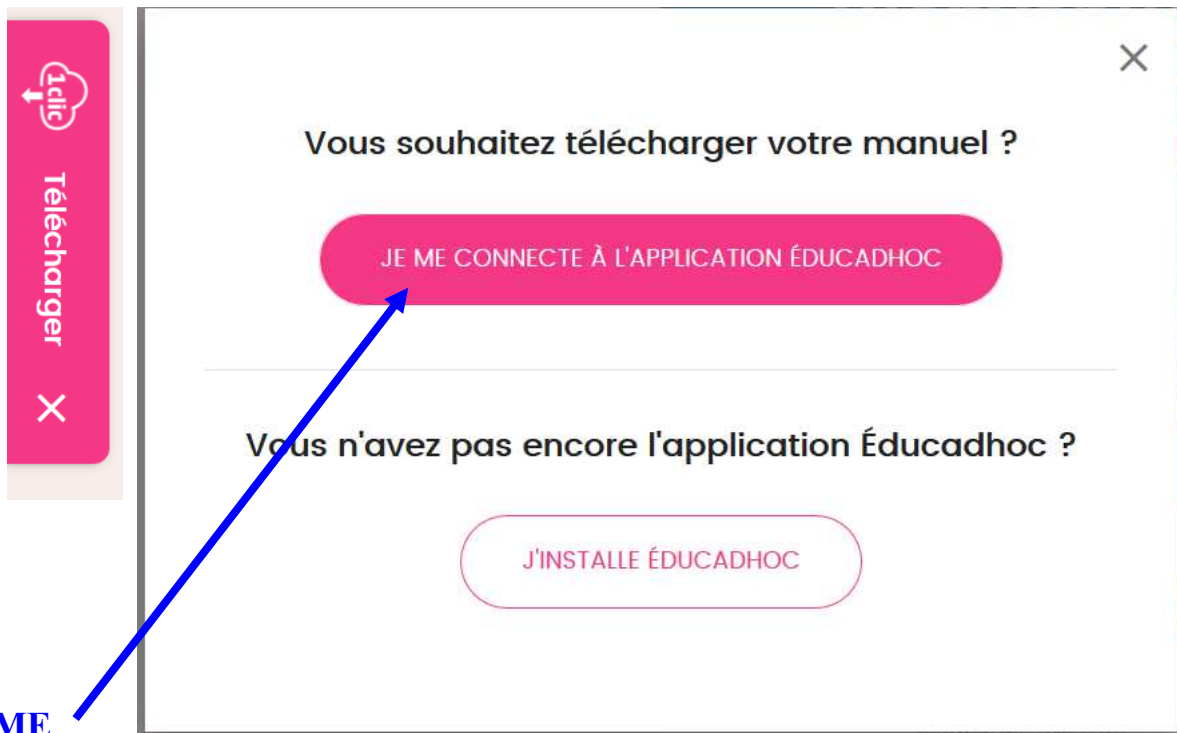 1clic Télécharger
Vous souhaitez télécharger votre manuel ?
JE ME CONNECTE À L'APPLICATION ÉDUCADHOC
Vous n'avez pas encore l'application Éducadhoc ?
J'INSTALLE ÉDUCADHOC
ME